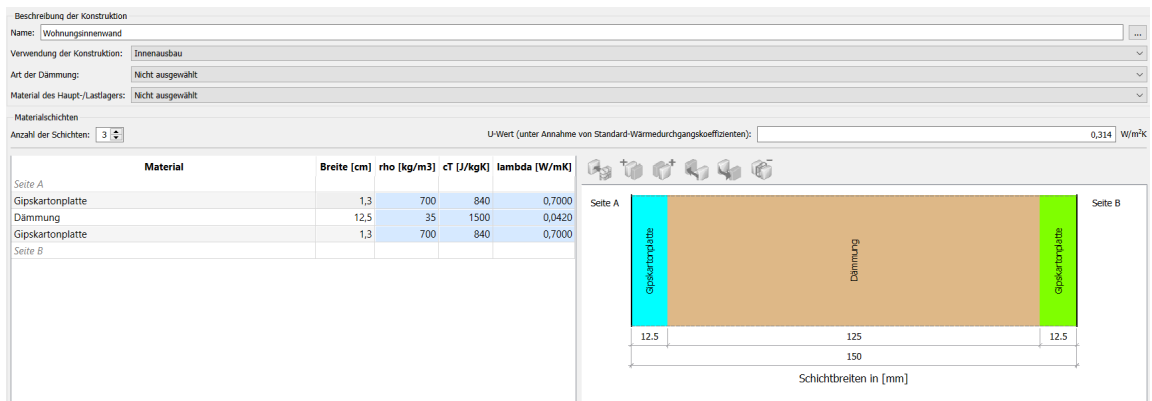 Beschreibung der Konstruktion
Name: Wohnungsinnenwand ...
Verwendung der Konstruktion: Innenausbau
Art der Dämmung: Nicht ausgewählt
Material des Haupt-/Lastlagers: Nicht ausgewählt
Materialschichten
Anzahl der Schichten: 3 U-Wert (unter Annahme von Standard-Wärmedurchgangskoeffizienten): 0,314 W/m²K
Material Breite [cm] rho [kg/m3] cT [J/kgK] lambda [W/mK]
Seite A
Gipskartonplatte 1,3 700 840 0,7000
Dämmung 12,5 35 1500 0,0420
Gipskartonplatte 1,3 700 840 0,7000
Seite B
Seite A
Gipskartonplatte
Dämmung
Gipskartonplatte
Seite B
12.5 125 12.5
150
Schichtbreiten in [mm]